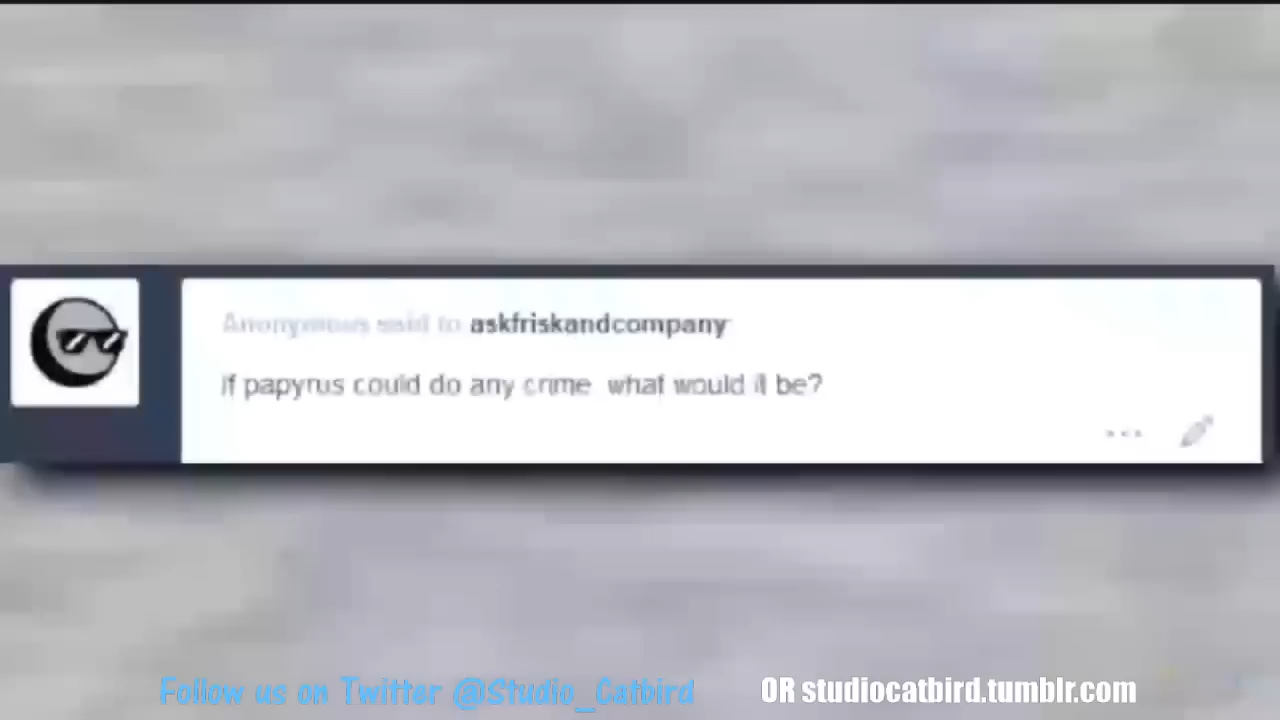 Anonymous said to askfriskandcompany
if papyrus could do any crime what would it be?
Follow us on Twitter @Studio_Catbird OR studiocatbird.tumblr.com